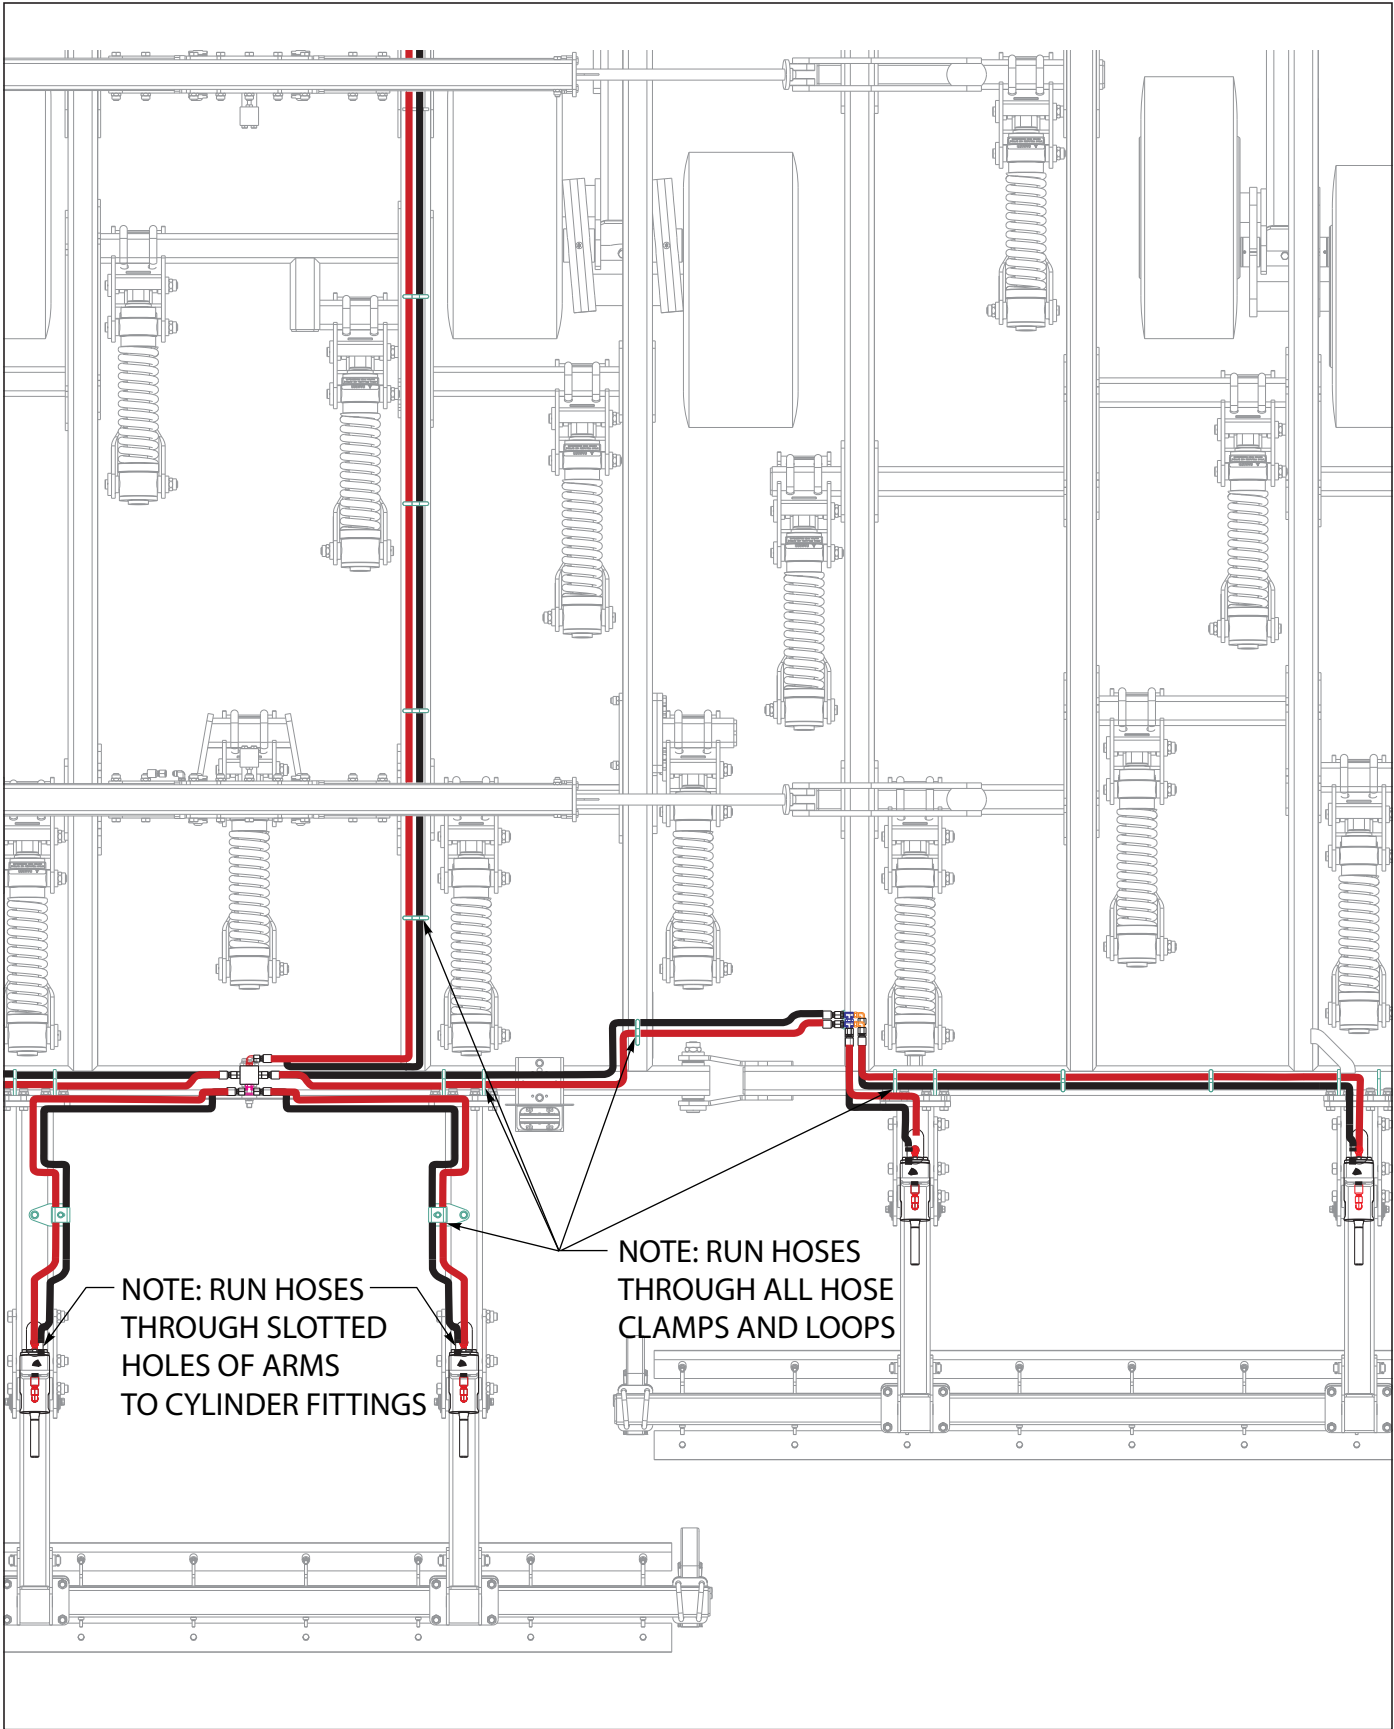 NOTE: RUN HOSES
THROUGH SLOTTED
HOLES OF ARMS
TO CYLINDER FITTINGS
NOTE: RUN HOSES
THROUGH ALL HOSE
CLAMPS AND LOOPS